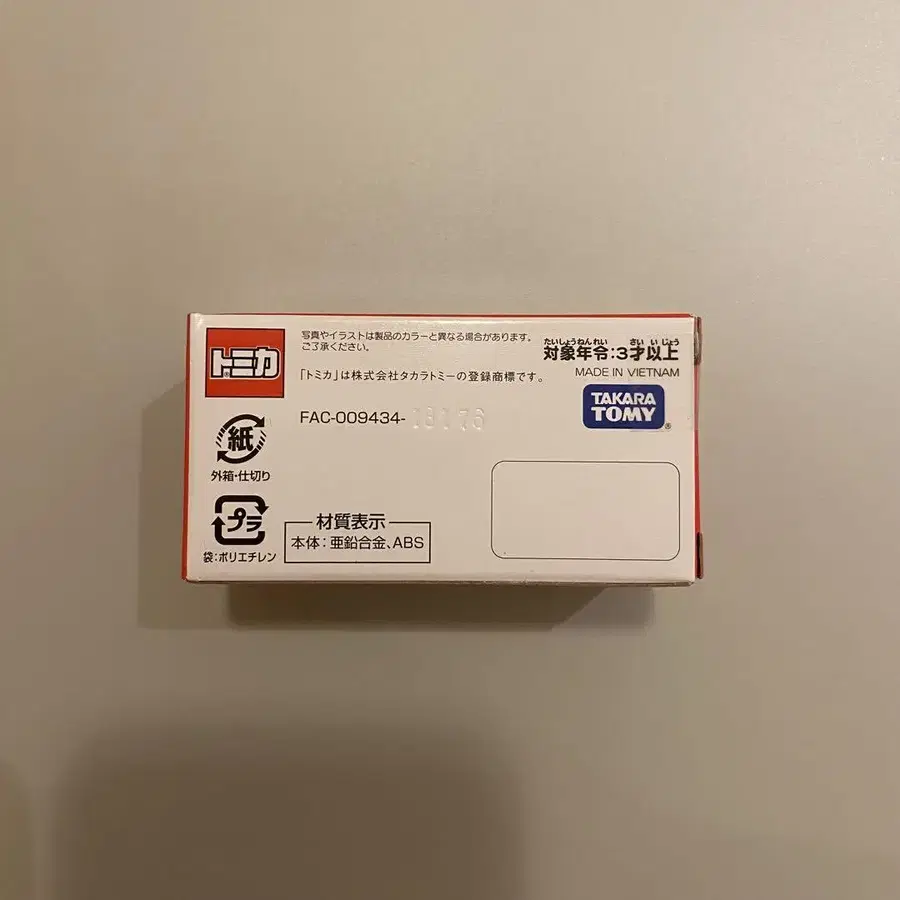 トミカ
®
写真やイラストは製品のカラーと異なる場合があります。
ご了承ください。
「トミカ」は株式会社タカラトミーの登録商標です。
FAC-009434-18176
たいしょうねんれい さい いじょう
対象年令:3才以上
MADE IN VIETNAM
TAKARA
TOMY
®
紙
外箱・仕切り
プラ
袋:ポリエチレン
材質表示
本体:亜鉛合金、ABS